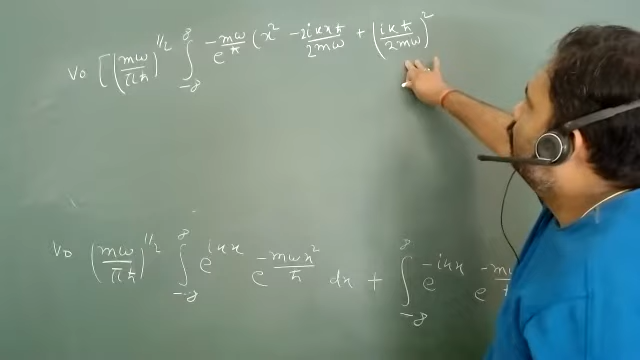 V₀ [(mω/πħ)^1/2 ∫_-∞^∞ e^-mω/ħ (x² - 2ikxħ/2mω + (ikħ/2mω)²
V₀ (mω/πħ)^1/2 ∫_-∞^∞ e^ikx e^-mωx²/ħ dx + ∫_-∞^∞ e^-ikx e^-mω